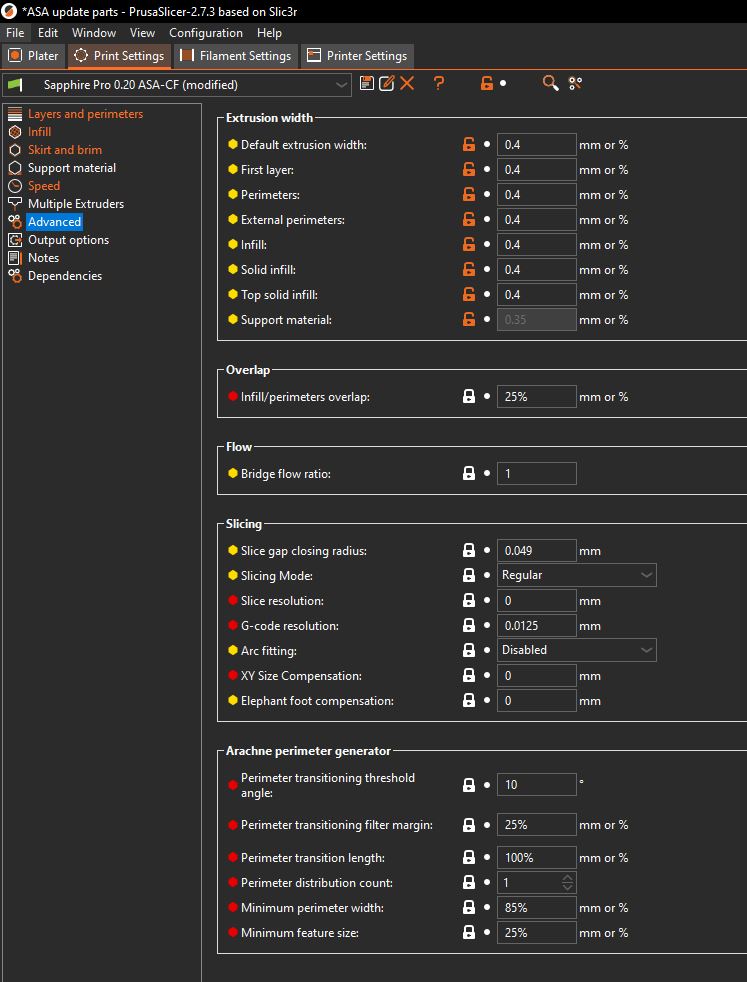 *ASA update parts - PrusaSlicer-2.7.3 based on Slic3r
File Edit Window View Configuration Help
Plater Print Settings Filament Settings Printer Settings
Sapphire Pro 0.20 ASA-CF (modified)
Layers and perimeters
Infill
Skirt and brim
Support material
Speed
Multiple Extruders
Advanced
Output options
Notes
Dependencies
Extrusion width
Default extrusion width: 0.4 mm or %
First layer: 0.4 mm or %
Perimeters: 0.4 mm or %
External perimeters: 0.4 mm or %
Infill: 0.4 mm or %
Solid infill: 0.4 mm or %
Top solid infill: 0.4 mm or %
Support material: 0.35 mm or %
Overlap
Infill/perimeters overlap: 25% mm or %
Flow
Bridge flow ratio: 1
Slicing
Slice gap closing radius: 0.049 mm
Slicing Mode: Regular
Slice resolution: 0 mm
G-code resolution: 0.0125 mm
Arc fitting: Disabled
XY Size Compensation: 0 mm
Elephant foot compensation: 0 mm
Arachne perimeter generator
Perimeter transitioning threshold
angle: 10 °
Perimeter transitioning filter margin: 25% mm or %
Perimeter transition length: 100% mm or %
Perimeter distribution count: 1
Minimum perimeter width: 85% mm or %
Minimum feature size: 25% mm or %